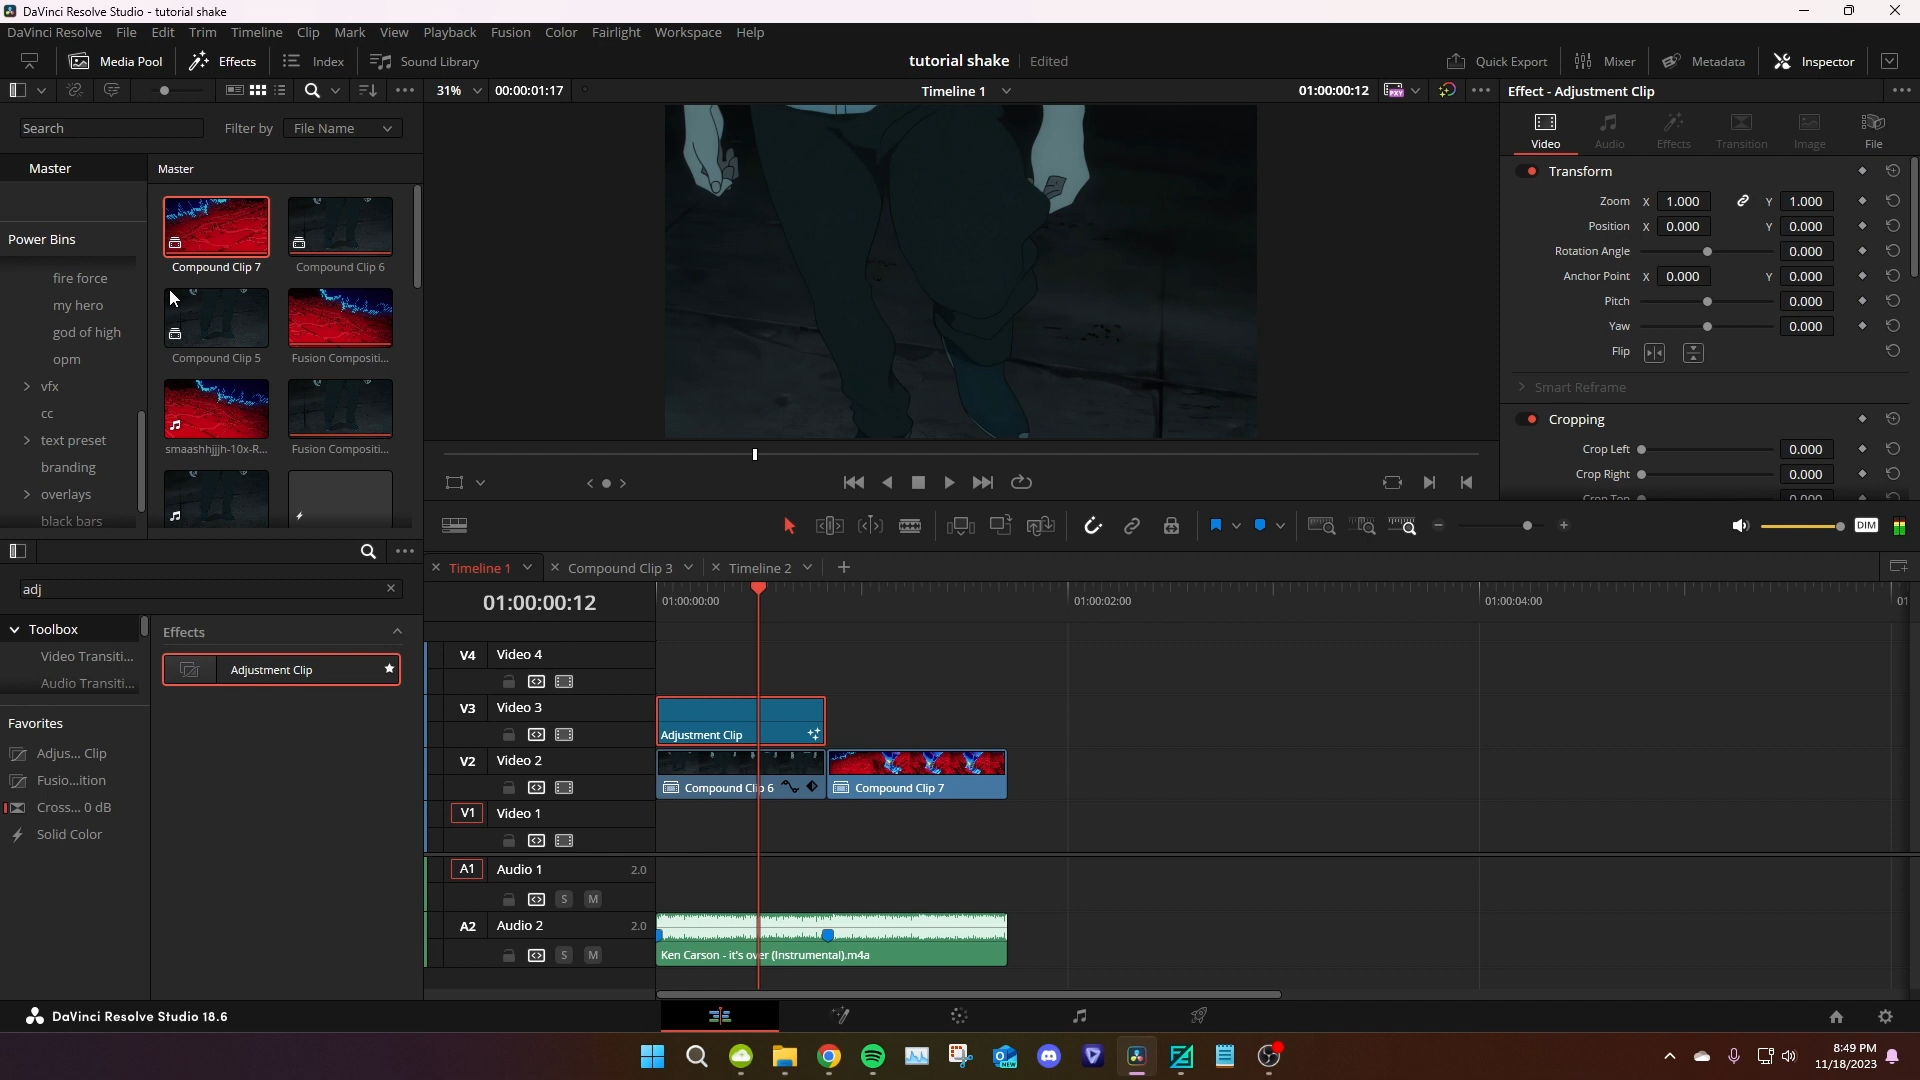 DaVinci Resolve Studio - tutorial shake
DaVinci Resolve File Edit Trim Timeline Clip Mark View Playback Fusion Color Fairlight Workspace Help
Media Pool Effects Index Sound Library tutorial shake Edited Quick Export Mixer Metadata Inspector
31% 00:00:01:17 Timeline 1 01:00:00:12 Effect - Adjustment Clip
Search Filter by File Name
Video Audio Effects Transition Image File
Master Master
Transform
Zoom X 1.000 Y 1.000
Position X 0.000 Y 0.000
Rotation Angle 0.000
Anchor Point X 0.000 Y 0.000
Pitch 0.000
Yaw 0.000
Flip
Smart Reframe
Cropping
Crop Left 0.000
Crop Right 0.000
Crop Top 0.000
Power Bins
fire force
my hero
god of high
opm
vfx
cc
text preset
branding
overlays
black bars
Compound Clip 7 Compound Clip 6
Compound Clip 5 Fusion Compositi...
smaashhjjjh-10x-R... Fusion Compositi...
DIM
adj
Timeline 1 Compound Clip 3 Timeline 2
01:00:00:12 01:00:00:00 01:00:02:00 01:00:04:00 01
Toolbox
Video Transiti...
Audio Transiti...
Effects
Adjustment Clip
Favorites
Adjus... Clip
Fusio...ition
Cross... 0 dB
Solid Color
V4 Video 4
V3 Video 3
Adjustment Clip
V2 Video 2
Compound Clip 6 Compound Clip 7
V1 Video 1
A1 Audio 1 2.0
S M
A2 Audio 2 2.0
S M
Ken Carson - it's over (Instrumental).m4a
DaVinci Resolve Studio 18.6
8:49 PM
11/18/2023